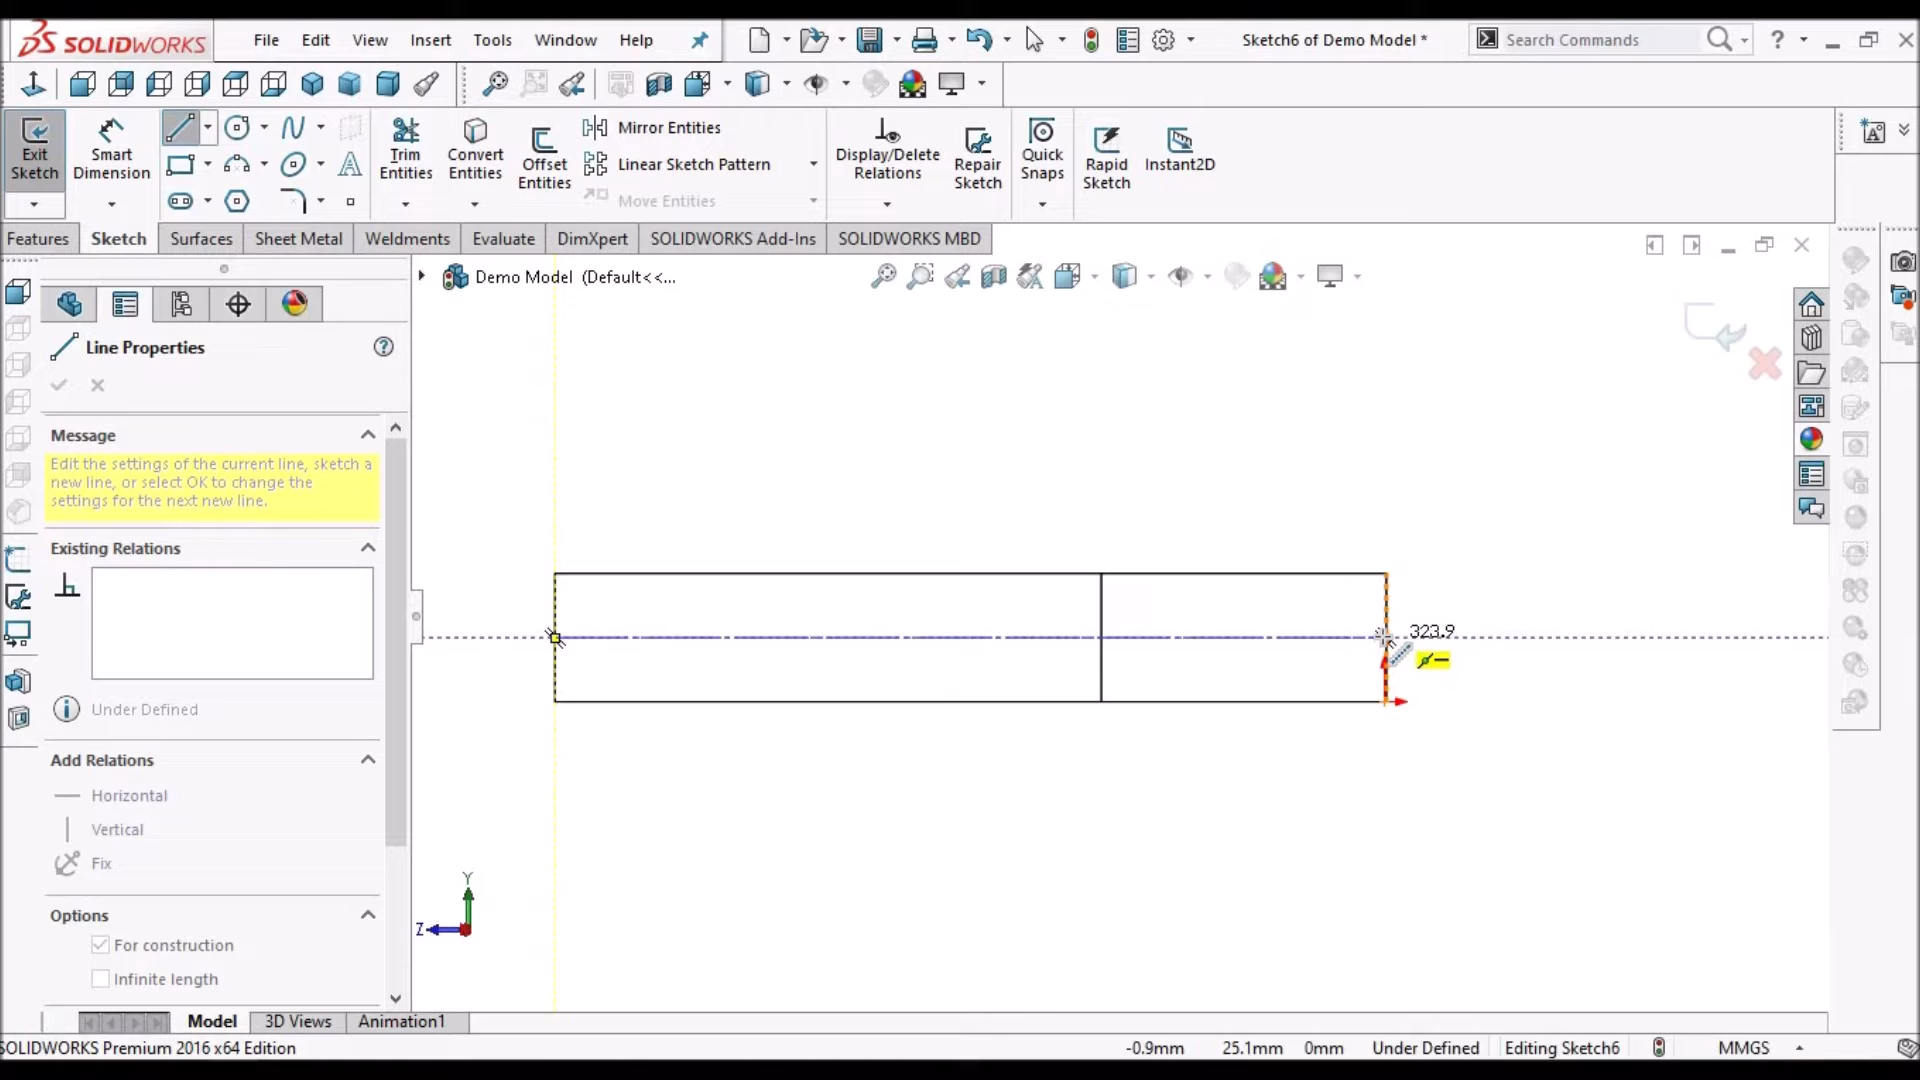 SOLIDWORKS
File Edit View Insert Tools Window Help
Sketch6 of Demo Model *
Search Commands
Exit Sketch
Smart Dimension
Trim Entities
Convert Entities
Offset Entities
Mirror Entities
Linear Sketch Pattern
Move Entities
Display/Delete Relations
Repair Sketch
Quick Snaps
Rapid Sketch
Instant2D
Features Sketch Surfaces Sheet Metal Weldments Evaluate DimXpert SOLIDWORKS Add-Ins SOLIDWORKS MBD
Demo Model (Default<<...
Line Properties
Message
Edit the settings of the current line, sketch a
new line, or select OK to change the
settings for the next new line.
Existing Relations
Under Defined
Add Relations
Horizontal
Vertical
Fix
Options
For construction
Infinite length
323.9
Y
Z
Model 3D Views Animation1
SOLIDWORKS Premium 2016 x64 Edition
-0.9mm 25.1mm 0mm Under Defined Editing Sketch6 MMGS